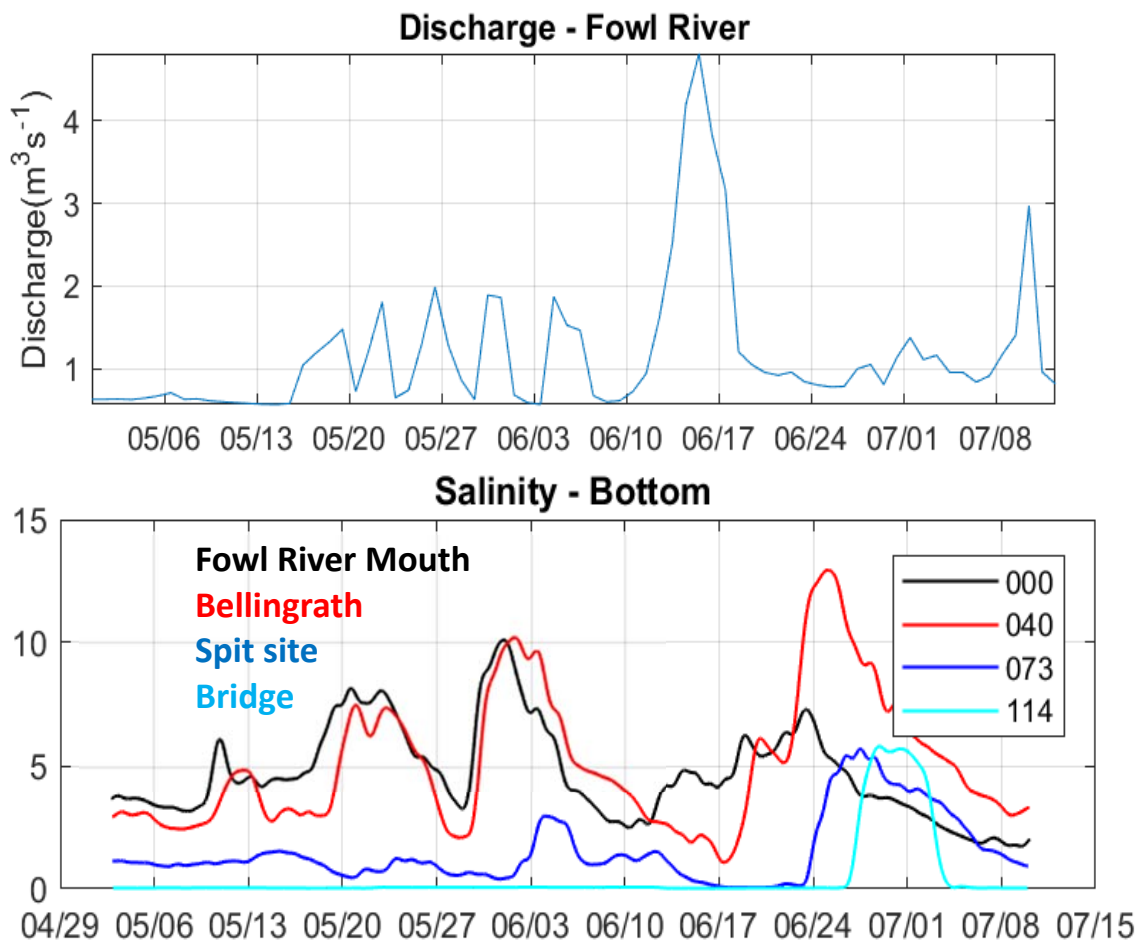 Discharge - Fowl River
Discharge(m³s⁻¹)
4
3
2
1
05/06 05/13 05/20 05/27 06/03 06/10 06/17 06/24 07/01 07/08
Salinity - Bottom
15
10
5
0
Fowl River Mouth
Bellingrath
Spit site
Bridge
000
040
073
114
04/29 05/06 05/13 05/20 05/27 06/03 06/10 06/17 06/24 07/01 07/08 07/15